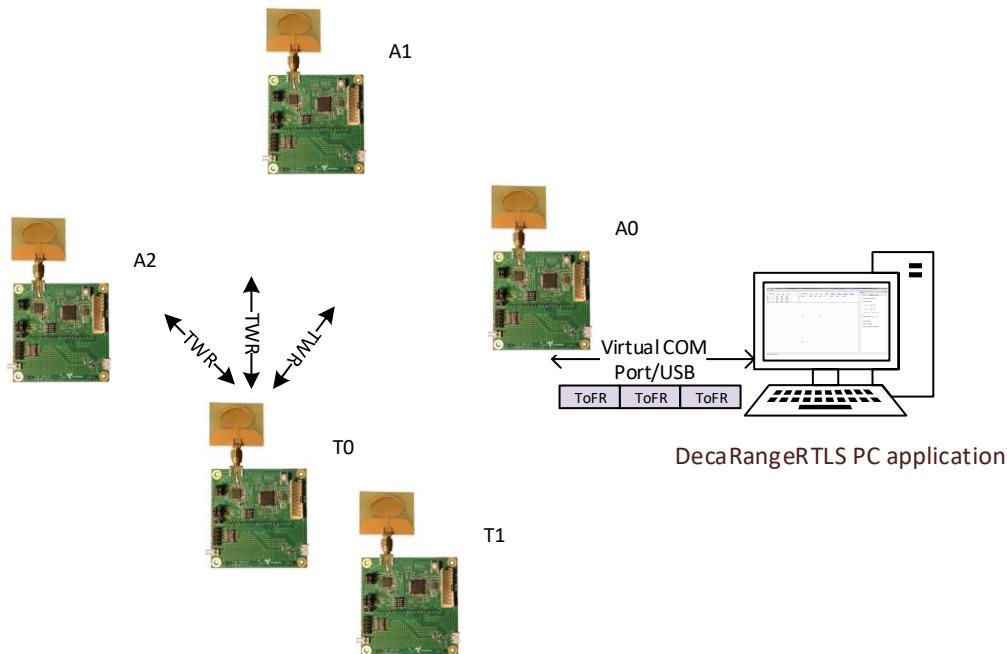 A1
A0
A2
TWR
TWR
TWR
Virtual COM
Port/USB
ToFR ToFR ToFR
T0
DecaRangeRTLS PC application
T1